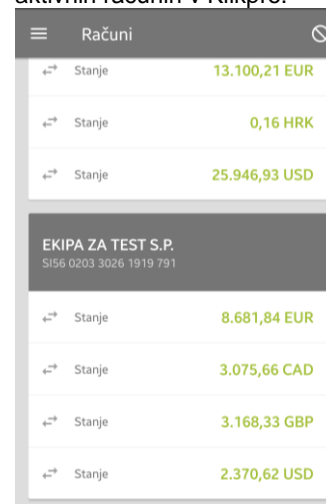 aktivnih računih v Klikpro.
Računi
Stanje 13.100,21 EUR
Stanje 0,16 HRK
Stanje 25.946,93 USD
EKIPA ZA TEST S.P.
SI56 0203 3026 1919 791
Stanje 8.681,84 EUR
Stanje 3.075,66 CAD
Stanje 3.168,33 GBP
Stanje 2.370,62 USD